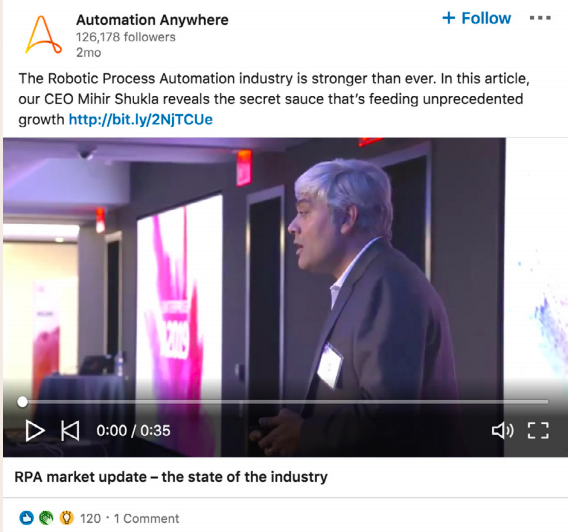 Automation Anywhere
+ Follow
126,178 followers
2mo
The Robotic Process Automation industry is stronger than ever. In this article,
our CEO Mihir Shukla reveals the secret sauce that's feeding unprecedented
growth http://bit.ly/2NjTCUe
2019
0:00 / 0:35
RPA market update – the state of the industry
120 · 1 Comment